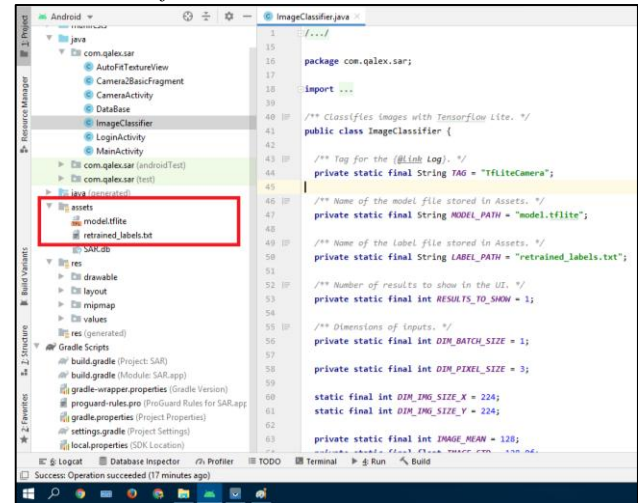 Android
ImageClassifier.java
1: Project
Resource Manager
Build Variants
Z: Structure
2: Favorites
java
com.qalex.sar
AutoFitTextureView
Camera2BasicFragment
CameraActivity
DataBase
ImageClassifier
LoginActivity
MainActivity
com.qalex.sar (androidTest)
com.qalex.sar (test)
java (generated)
assets
model.tflite
retrained_labels.txt
SAR.db
res
drawable
layout
mipmap
values
res (generated)
Gradle Scripts
build.gradle (Project: SAR)
build.gradle (Module: SAR.app)
gradle-wrapper.properties (Gradle Version)
proguard-rules.pro (ProGuard Rules for SAR.app
gradle.properties (Project Properties)
settings.gradle (Project Settings)
local.properties (SDK Location)
1 /.../
15
16 package com.qalex.sar;
17
18 import ...
39
40 /** Classifies images with Tensorflow Lite. */
41 public class ImageClassifier {
42
43 /** Tag for the {@link Log}. */
44 private static final String TAG = "TfLiteCamera";
45
46 /** Name of the model file stored in Assets. */
47 private static final String MODEL_PATH = "model.tflite";
48
49 /** Name of the label file stored in Assets. */
50 private static final String LABEL_PATH = "retrained_labels.txt";
51
52 /** Number of results to show in the UI. */
53 private static final int RESULTS_TO_SHOW = 1;
54
55 /** Dimensions of inputs. */
56 private static final int DIM_BATCH_SIZE = 1;
57
58 private static final int DIM_PIXEL_SIZE = 3;
59
60 static final int DIM_IMG_SIZE_X = 224;
61 static final int DIM_IMG_SIZE_Y = 224;
62
63 private static final int IMAGE_MEAN = 128;
6: Logcat Database Inspector Profiler TODO Terminal 4: Run Build
Success: Operation succeeded (17 minutes ago)